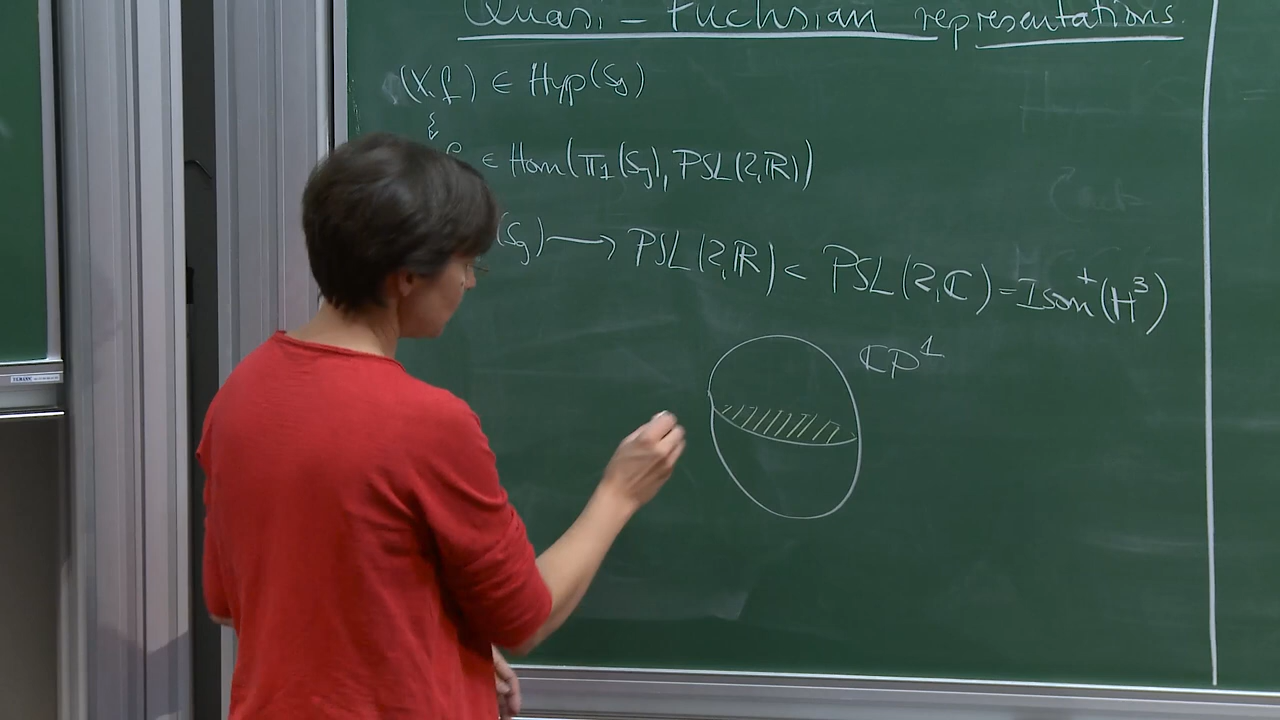 Quasi-Fuchsian representations.
(X, f) ∈ Hyp(Sg)
ρ ∈ Hom(π1(Sg), PSL(2,ℝ))
(Sg) ⟶ PSL(2,ℝ) < PSL(2,ℂ) = Isom⁺(H³)
ℂP¹